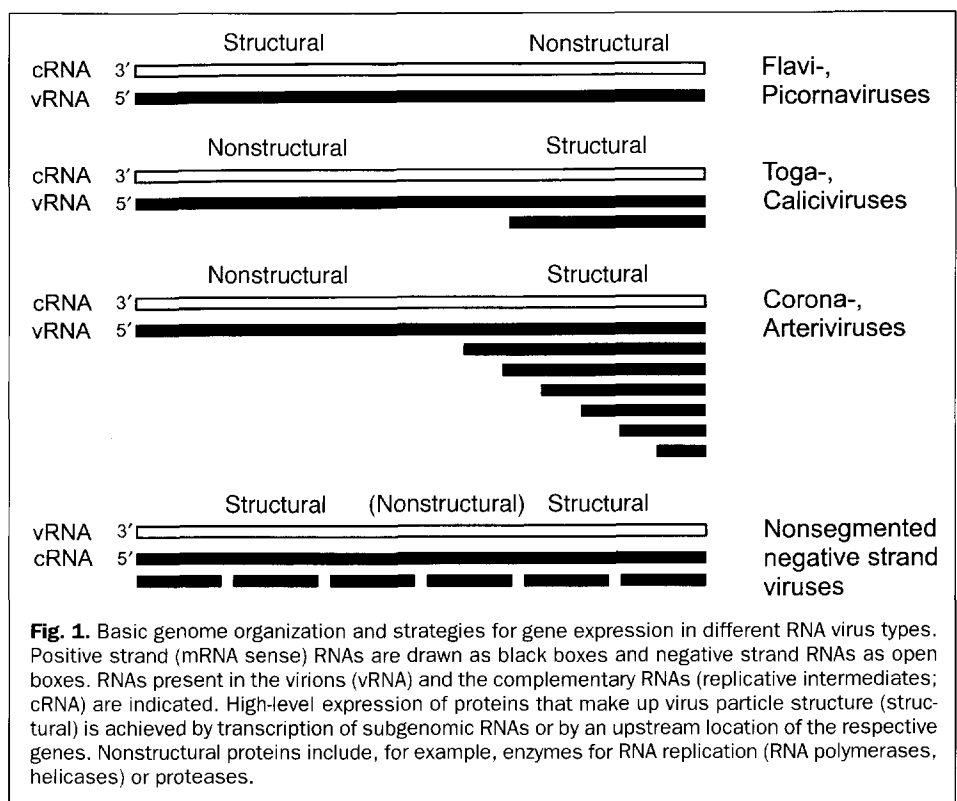 Structural Nonstructural
cRNA 3′
vRNA 5′
Flavi-,
Picornaviruses
Nonstructural Structural
cRNA 3′
vRNA 5′
Toga-,
Caliciviruses
Nonstructural Structural
cRNA 3′
vRNA 5′
Corona-,
Arteriviruses
Structural (Nonstructural) Structural
vRNA 3′
cRNA 5′
Nonsegmented
negative strand
viruses
Fig. 1. Basic genome organization and strategies for gene expression in different RNA virus types.
Positive strand (mRNA sense) RNAs are drawn as black boxes and negative strand RNAs as open
boxes. RNAs present in the virions (vRNA) and the complementary RNAs (replicative intermediates;
cRNA) are indicated. High-level expression of proteins that make up virus particle structure (struc-
tural) is achieved by transcription of subgenomic RNAs or by an upstream location of the respective
genes. Nonstructural proteins include, for example, enzymes for RNA replication (RNA polymerases,
helicases) or proteases.